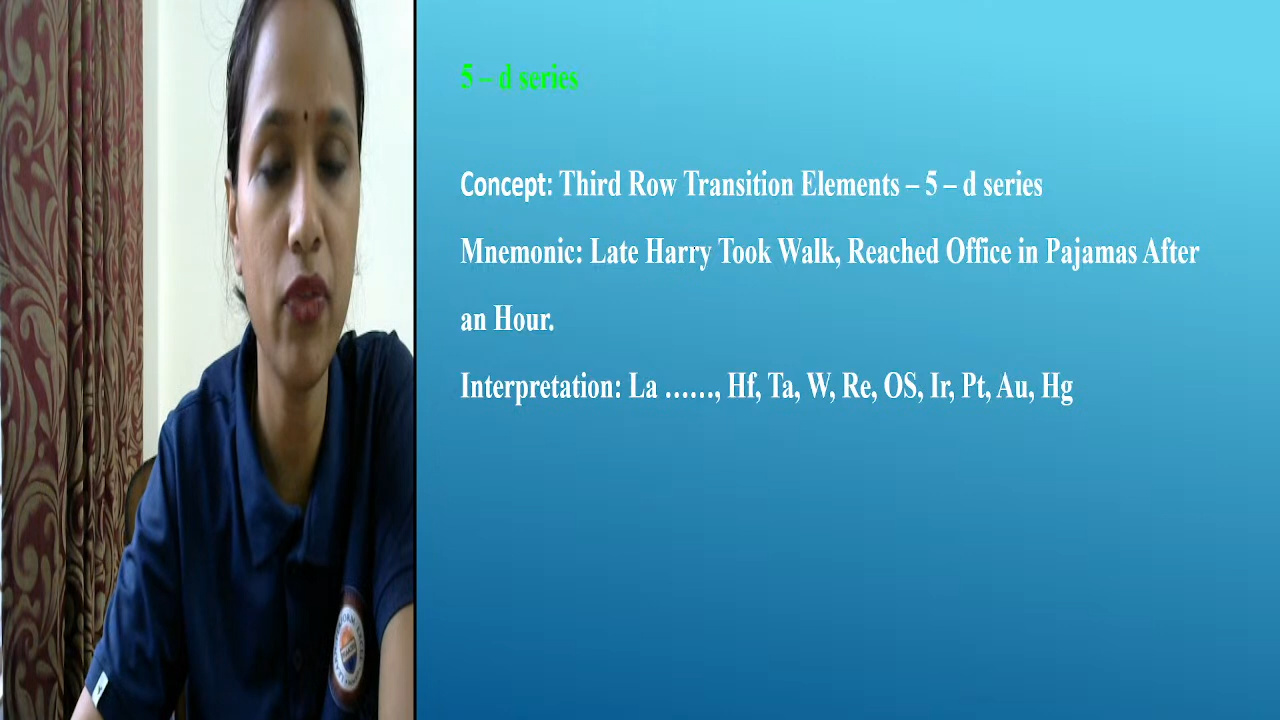 5 – d series
Concept: Third Row Transition Elements – 5 – d series
Mnemonic: Late Harry Took Walk, Reached Office in Pajamas After
an Hour.
Interpretation: La ……, Hf, Ta, W, Re, OS, Ir, Pt, Au, Hg